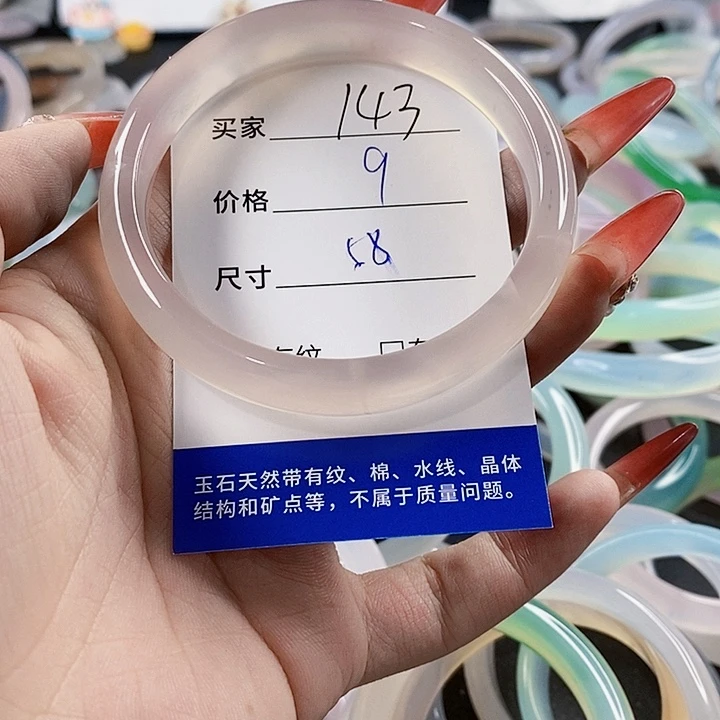 买家 143
价格 9
尺寸 58
玉石天然带有纹、棉、水线、晶体
结构和矿点等，不属于质量问题。